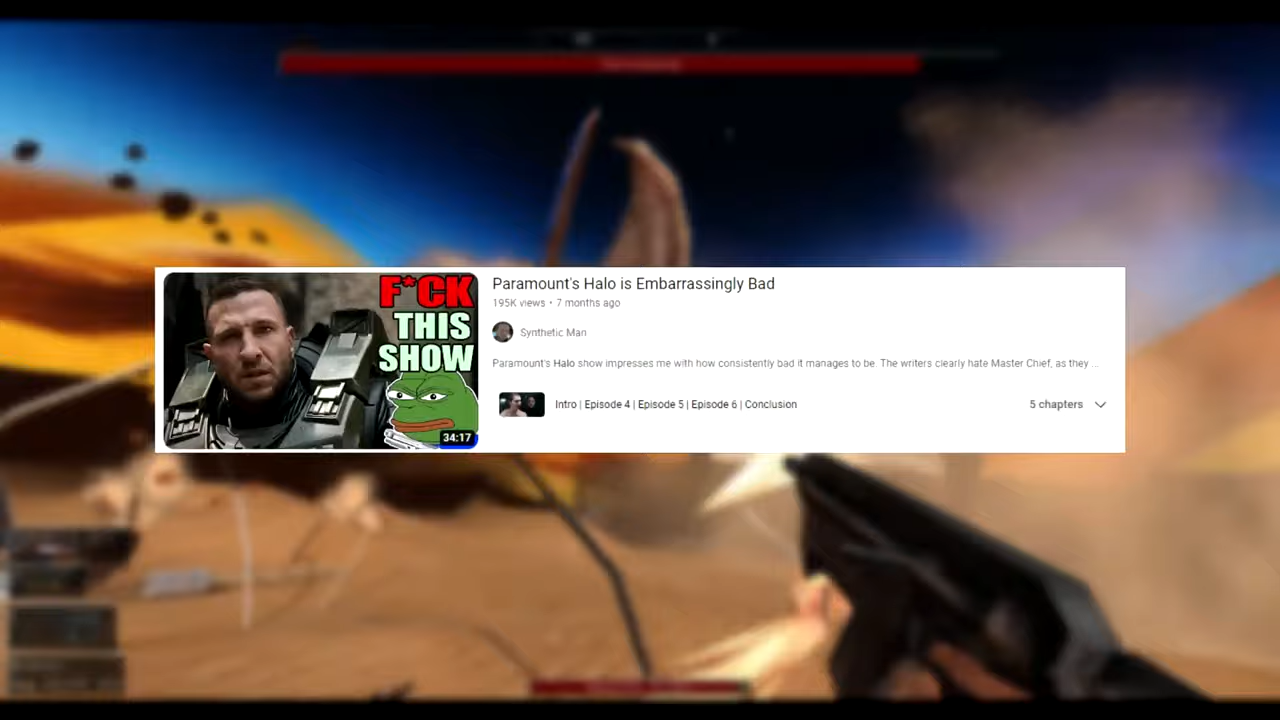 F*CK
THIS
SHOW
34:17
Paramount's Halo is Embarrassingly Bad
195K views • 7 months ago
Synthetic Man
Paramount's Halo show impresses me with how consistently bad it manages to be. The writers clearly hate Master Chief, as they ...
Intro | Episode 4 | Episode 5 | Episode 6 | Conclusion
5 chapters